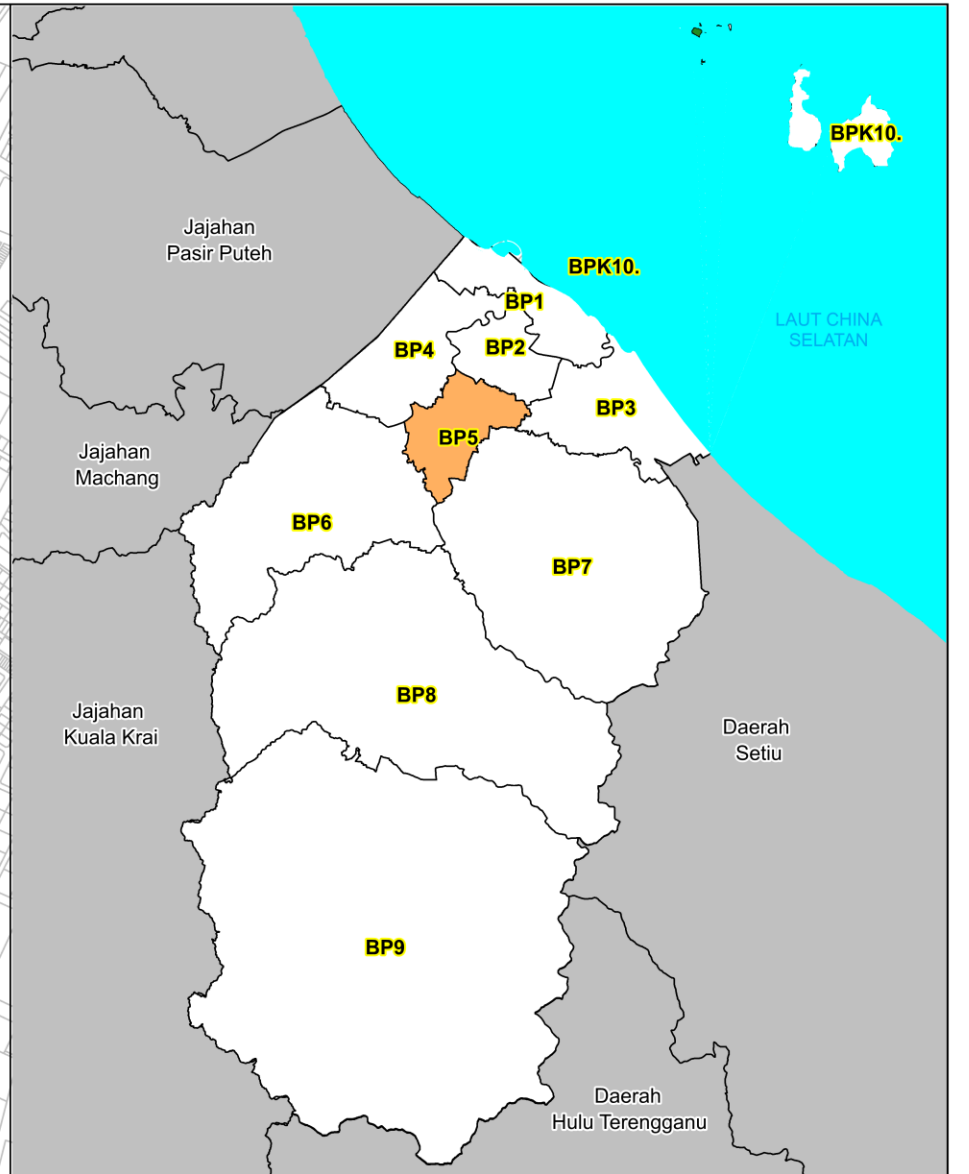 BPK10.
Jajahan
Pasir Puteh
BPK10.
BP1
LAUT CHINA
SELATAN
BP4
BP2
BP3
BP5.
Jajahan
Machang
BP6
BP7
BP8
Jajahan
Kuala Krai
Daerah
Setiu
BP9
Daerah
Hulu Terengganu